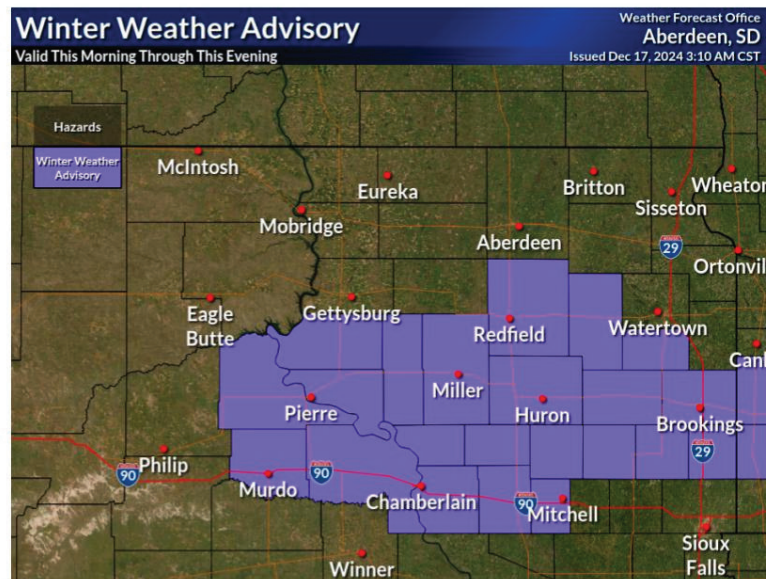 Winter Weather Advisory
Valid This Morning Through This Evening
Weather Forecast Office
Aberdeen, SD
Issued Dec 17, 2024 3:10 AM CST
Hazards
Winter Weather
Advisory
McIntosh
Eureka
Britton
Wheaton
Sisseton
Mobridge
Aberdeen
29
Ortonvil
Eagle
Butte
Gettysburg
Redfield
Watertown
Miller
Pierre
Huron
Brookings
Philip
90
Murdo
90
29
Chamberlain
90
Mitchell
Winner
Sioux
Falls